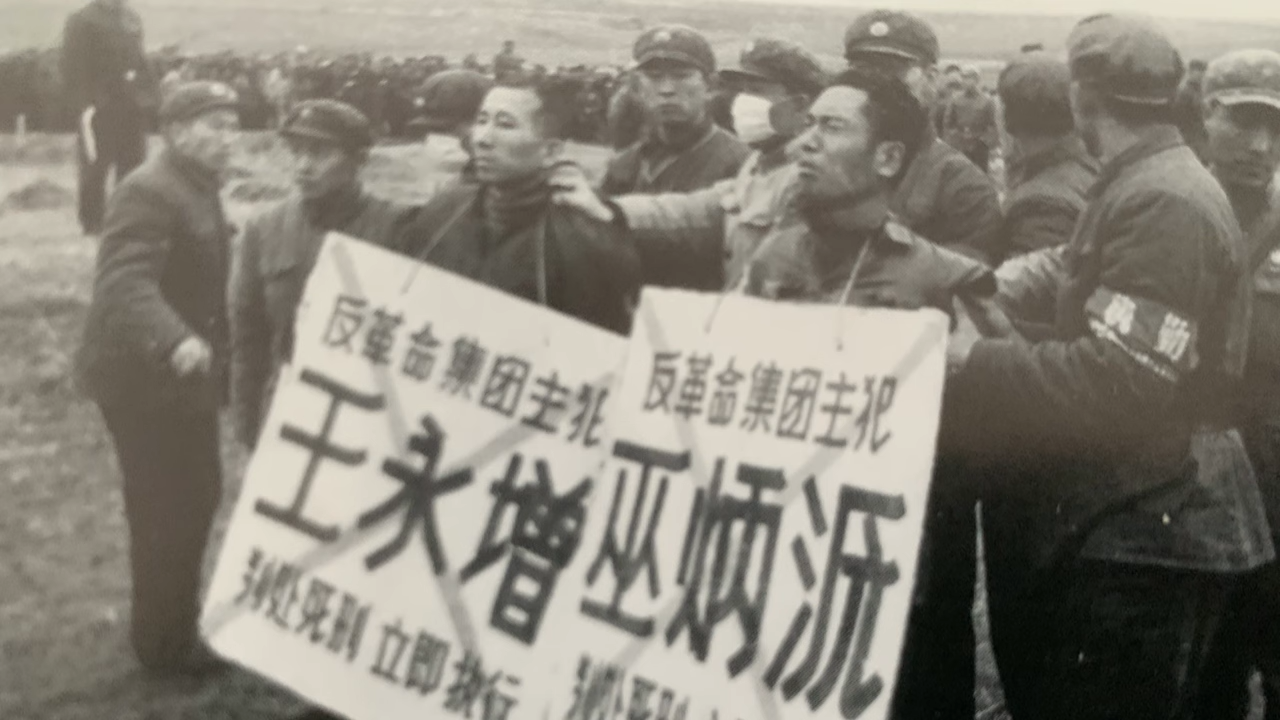 反革命集团主犯
王永增
判处死刑 立即执行
反革命集团主犯
巫炳源
判处死刑